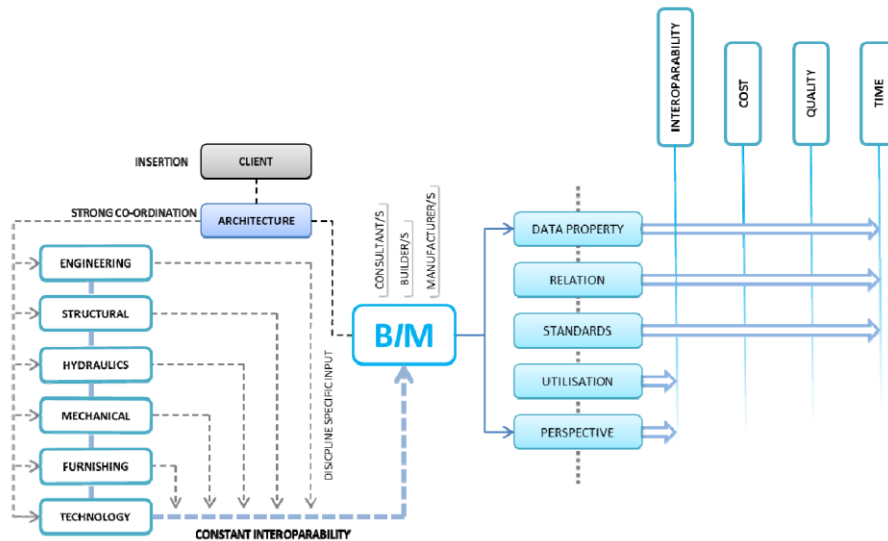 INTEROPARABILITY
COST
QUALITY
TIME
INSERTION
CLIENT
STRONG CO-ORDINATION
ARCHITECTURE
CONSULTANT/S
BUILDER/S
MANUFACTURER/S
ENGINEERING
STRUCTURAL
HYDRAULICS
MECHANICAL
FURNISHING
TECHNOLOGY
DISCIPLINE SPECIFIC INPUT
CONSTANT INTEROPARABILITY
BIM
DATA PROPERTY
RELATION
STANDARDS
UTILISATION
PERSPECTIVE